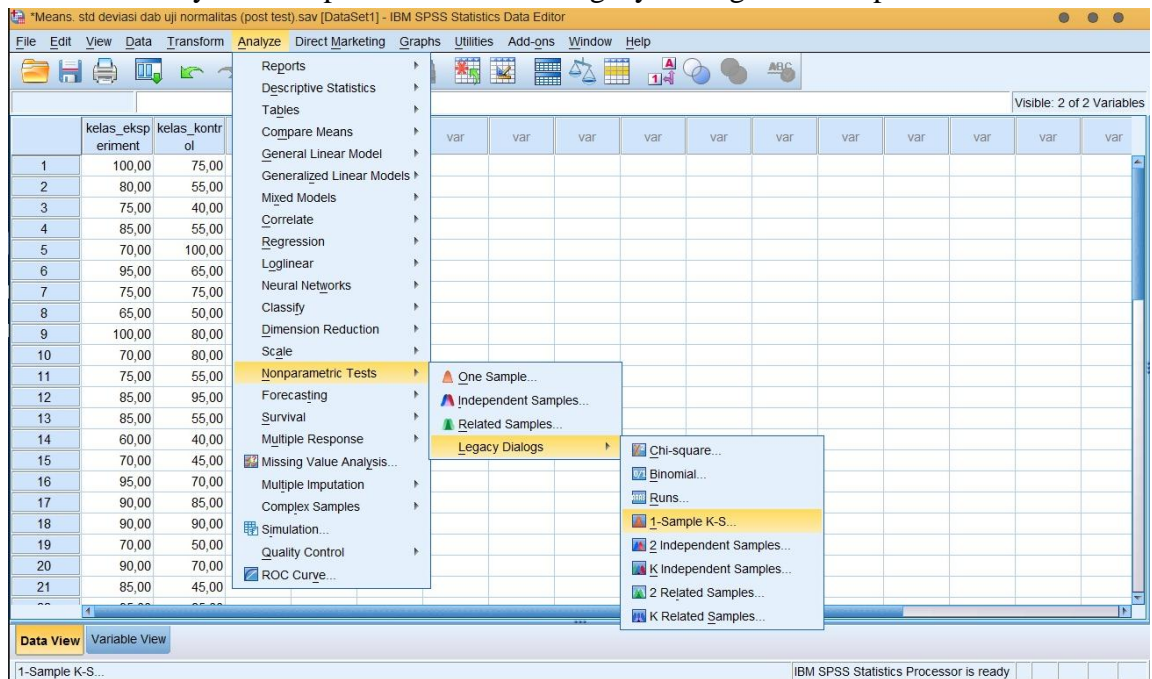 *Means. std deviasi dab uji normalitas (post test).sav [DataSet1] - IBM SPSS Statistics Data Editor
File Edit View Data Transform Analyze Direct Marketing Graphs Utilities Add-ons Window Help
Visible: 2 of 2 Variables
kelas_eksp kelas_kontr
eriment ol
var var var var var var var var
1 100,00 75,00
2 80,00 55,00
3 75,00 40,00
4 85,00 55,00
5 70,00 100,00
6 95,00 65,00
7 75,00 75,00
8 65,00 50,00
9 100,00 80,00
10 70,00 80,00
11 75,00 55,00
12 85,00 95,00
13 85,00 55,00
14 60,00 40,00
15 70,00 45,00
16 95,00 70,00
17 90,00 85,00
18 90,00 90,00
19 70,00 50,00
20 90,00 70,00
21 85,00 45,00
Reports
Descriptive Statistics
Tables
Compare Means
General Linear Model
Generalized Linear Models
Mixed Models
Correlate
Regression
Loglinear
Neural Networks
Classify
Dimension Reduction
Scale
Nonparametric Tests
Forecasting
Survival
Multiple Response
Missing Value Analysis...
Multiple Imputation
Complex Samples
Simulation...
Quality Control
ROC Curve...
One Sample...
Independent Samples...
Related Samples...
Legacy Dialogs
Chi-square...
Binomial...
Runs...
1-Sample K-S...
2 Independent Samples...
K Independent Samples...
2 Related Samples...
K Related Samples...
Data View Variable View
1-Sample K-S...
IBM SPSS Statistics Processor is ready